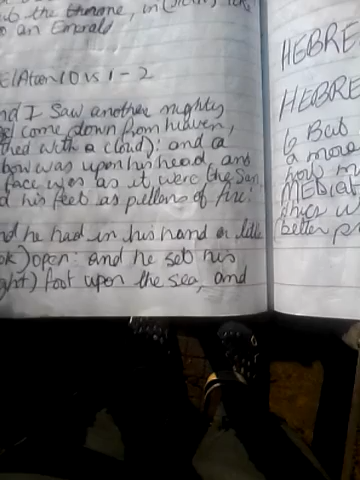 the throne, in
an Emerald
10 vs 1 - 2
nd I Saw another mighty
come down from heaven,
thed with a cloud): and a
bow was upon his head, and
face was as it were the Sun,
d his feet as pillars of fire:
nd he had in his hand a little
ok) open: and he set his
ght) foot upon the sea, and
HEBRE
HEBRE
6 But
a more
how m
MEDIAT
which w
better pr